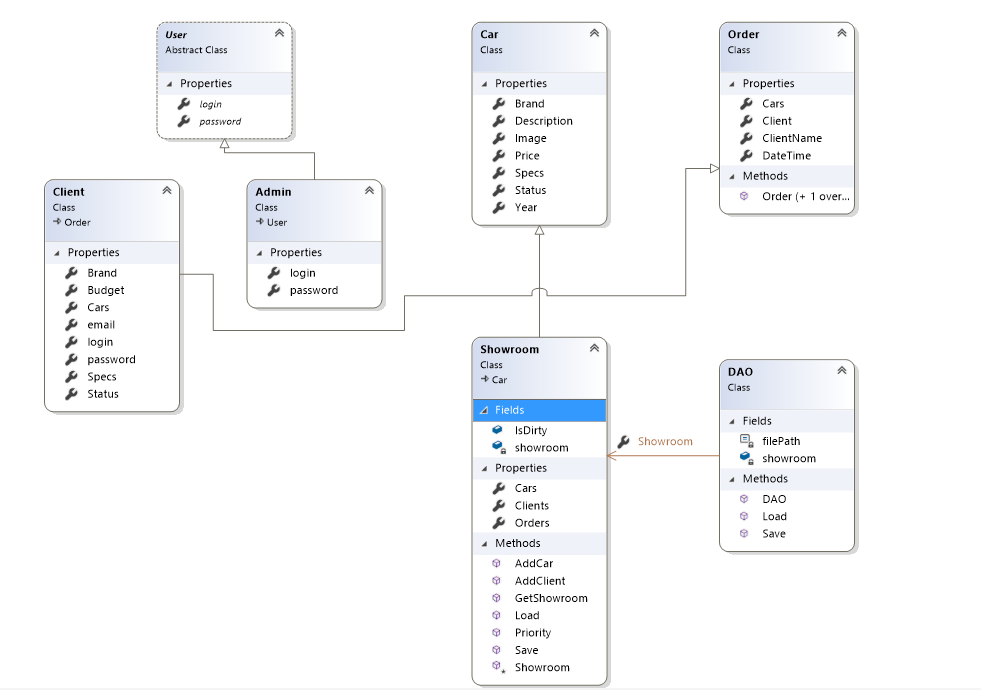 User
Abstract Class
Properties
login
password
Car
Class
Properties
Brand
Description
Image
Price
Specs
Status
Year
Order
Class
Properties
Cars
Client
ClientName
DateTime
Methods
Order (+ 1 over...
Client
Class
Order
Properties
Brand
Budget
Cars
email
login
password
Specs
Status
Admin
Class
User
Properties
login
password
Showroom
Class
Car
Fields
IsDirty
showroom
Properties
Cars
Clients
Orders
Methods
AddCar
AddClient
GetShowroom
Load
Priority
Save
Showroom
Showroom
DAO
Class
Fields
filePath
showroom
Methods
DAO
Load
Save